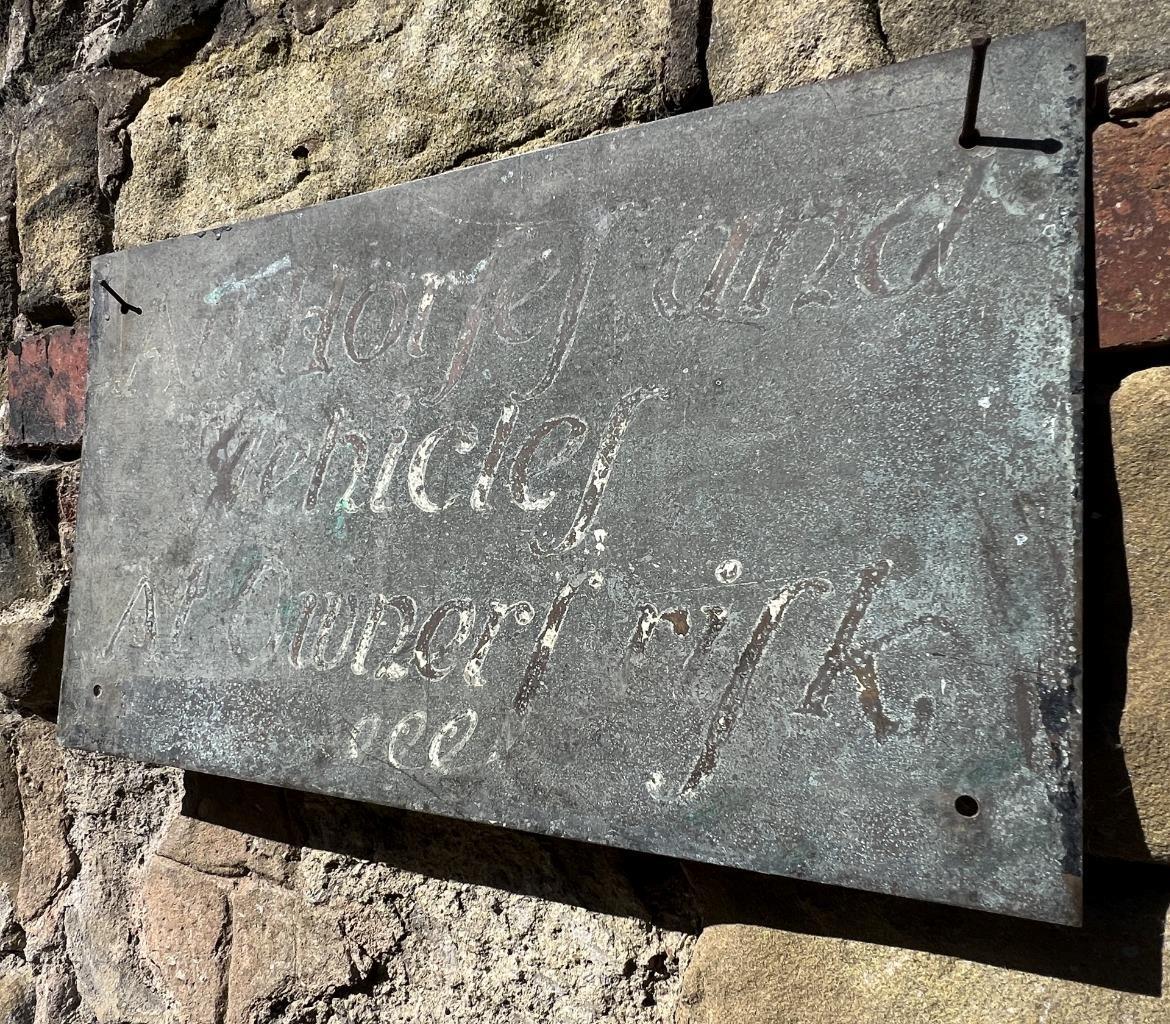 All Horſeſ and
Vehicleſ
At Ownerſ riſk